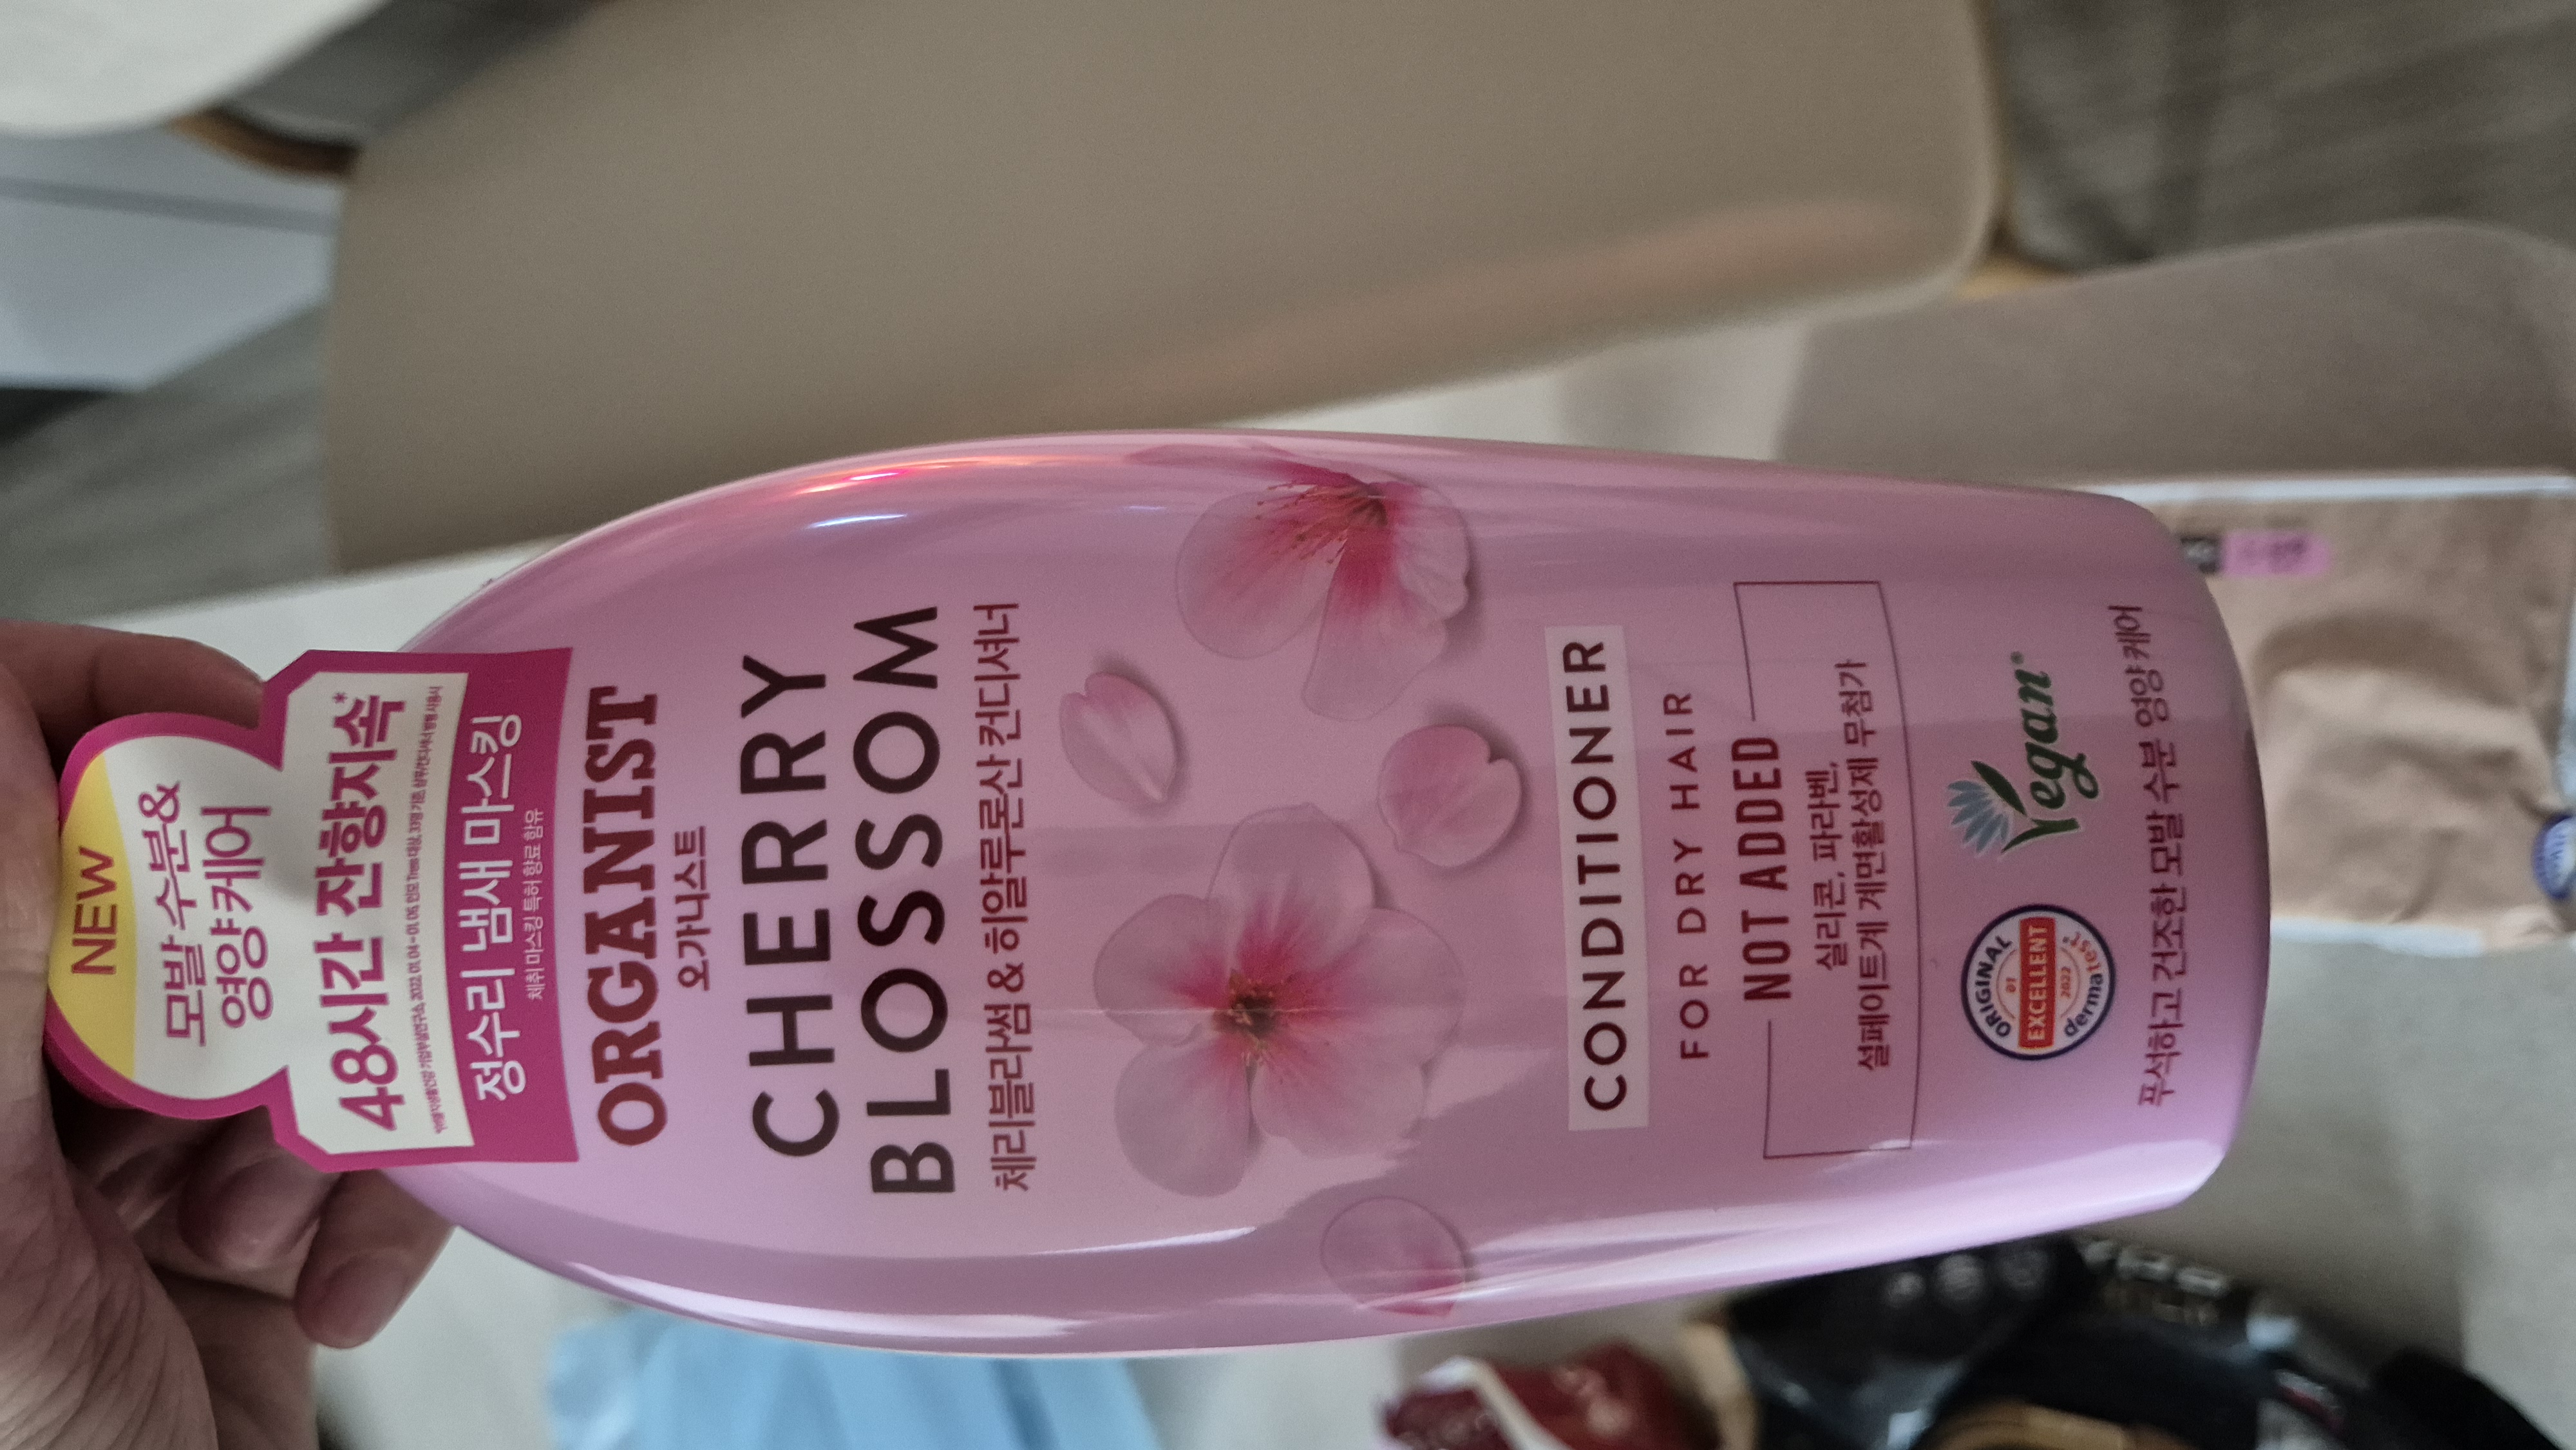 NEW
모발 수분&
영양 케어
48시간 잔향지속*
정수리 냄새 마스킹
체취 마스킹 특허향료 함유
ORGANIST
오가니스트
CHERRY
BLOSSOM
체리블라썸 & 히알루론산 컨디셔너
CONDITIONER
FOR DRY HAIR
NOT ADDED
실리콘, 파라벤,
설페이트계 계면활성제 무첨가
ORIGINAL
EXCELLENT
2022
dermatest®
Vegan®
푸석하고 건조한 모발 수분 영양 케어